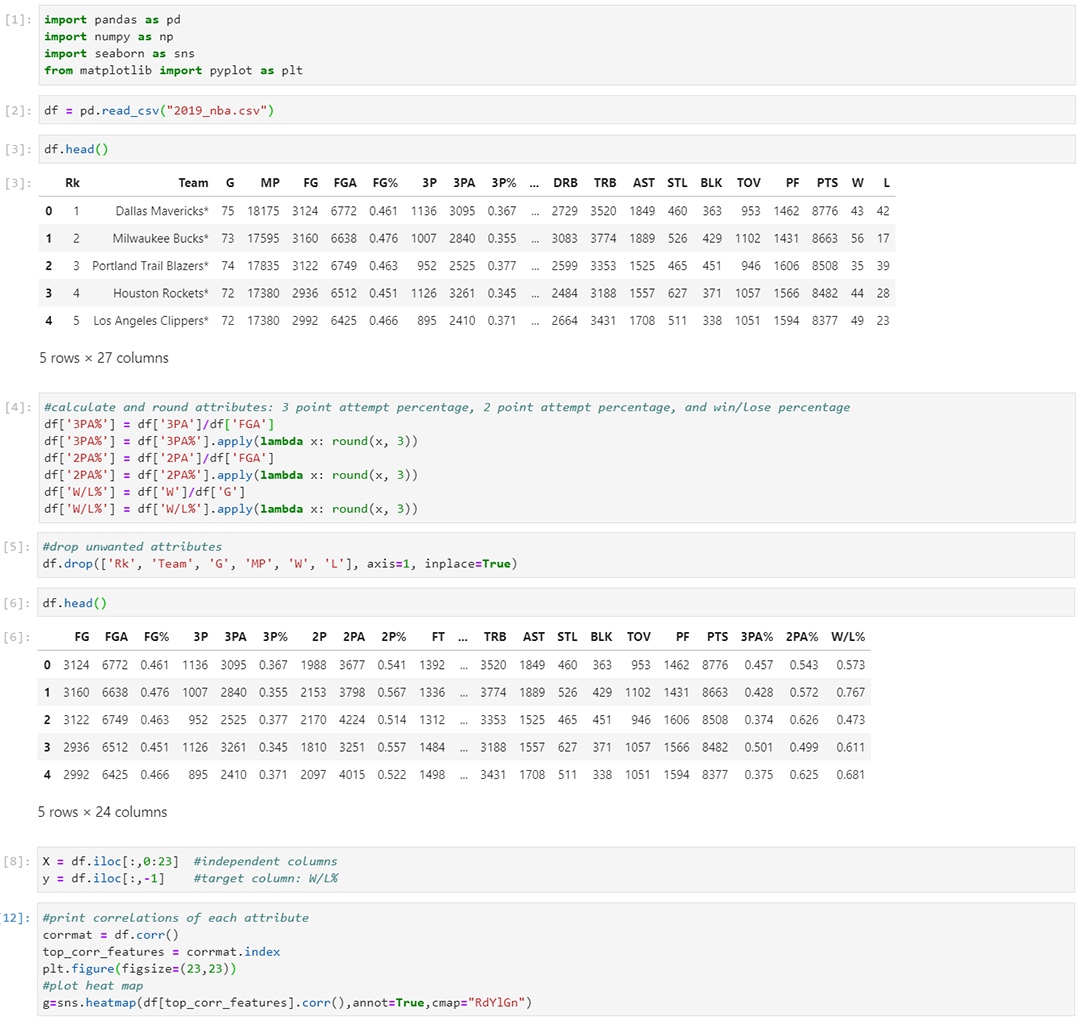 [1]: import pandas as pd
import numpy as np
import seaborn as sns
from matplotlib import pyplot as plt
[2]: df = pd.read_csv("2019_nba.csv")
[3]: df.head()
[3]: Rk Team G MP FG FGA FG% 3P 3PA 3P% ... DRB TRB AST STL BLK TOV PF PTS W L
0 1 Dallas Mavericks* 75 18175 3124 6772 0.461 1136 3095 0.367 ... 2729 3520 1849 460 363 953 1462 8776 43 42
1 2 Milwaukee Bucks* 73 17595 3160 6638 0.476 1007 2840 0.355 ... 3083 3774 1889 526 429 1102 1431 8663 56 17
2 3 Portland Trail Blazers* 74 17835 3122 6749 0.463 952 2525 0.377 ... 2599 3353 1525 465 451 946 1606 8508 35 39
3 4 Houston Rockets* 72 17380 2936 6512 0.451 1126 3261 0.345 ... 2484 3188 1557 627 371 1057 1566 8482 44 28
4 5 Los Angeles Clippers* 72 17380 2992 6425 0.466 895 2410 0.371 ... 2664 3431 1708 511 338 1051 1594 8377 49 23
5 rows × 27 columns
[4]: #calculate and round attributes: 3 point attempt percentage, 2 point attempt percentage, and win/lose percentage
df['3PA%'] = df['3PA']/df['FGA']
df['3PA%'] = df['3PA%'].apply(lambda x: round(x, 3))
df['2PA%'] = df['2PA']/df['FGA']
df['2PA%'] = df['2PA%'].apply(lambda x: round(x, 3))
df['W/L%'] = df['W']/df['G']
df['W/L%'] = df['W/L%'].apply(lambda x: round(x, 3))
[5]: #drop unwanted attributes
df.drop(['Rk', 'Team', 'G', 'MP', 'W', 'L'], axis=1, inplace=True)
[6]: df.head()
[6]: FG FGA FG% 3P 3PA 3P% 2P 2PA 2P% FT ... TRB AST STL BLK TOV PF PTS 3PA% 2PA% W/L%
0 3124 6772 0.461 1136 3095 0.367 1988 3677 0.541 1392 ... 3520 1849 460 363 953 1462 8776 0.457 0.543 0.573
1 3160 6638 0.476 1007 2840 0.355 2153 3798 0.567 1336 ... 3774 1889 526 429 1102 1431 8663 0.428 0.572 0.767
2 3122 6749 0.463 952 2525 0.377 2170 4224 0.514 1312 ... 3353 1525 465 451 946 1606 8508 0.374 0.626 0.473
3 2936 6512 0.451 1126 3261 0.345 1810 3251 0.557 1484 ... 3188 1557 627 371 1057 1566 8482 0.501 0.499 0.611
4 2992 6425 0.466 895 2410 0.371 2097 4015 0.522 1498 ... 3431 1708 511 338 1051 1594 8377 0.375 0.625 0.681
5 rows × 24 columns
[8]: X = df.iloc[:,0:23] #independent columns
y = df.iloc[:,-1] #target column: W/L%
[12]: #print correlations of each attribute
corrmat = df.corr()
top_corr_features = corrmat.index
plt.figure(figsize=(23,23))
#plot heat map
g=sns.heatmap(df[top_corr_features].corr(),annot=True,cmap="RdYlGn")